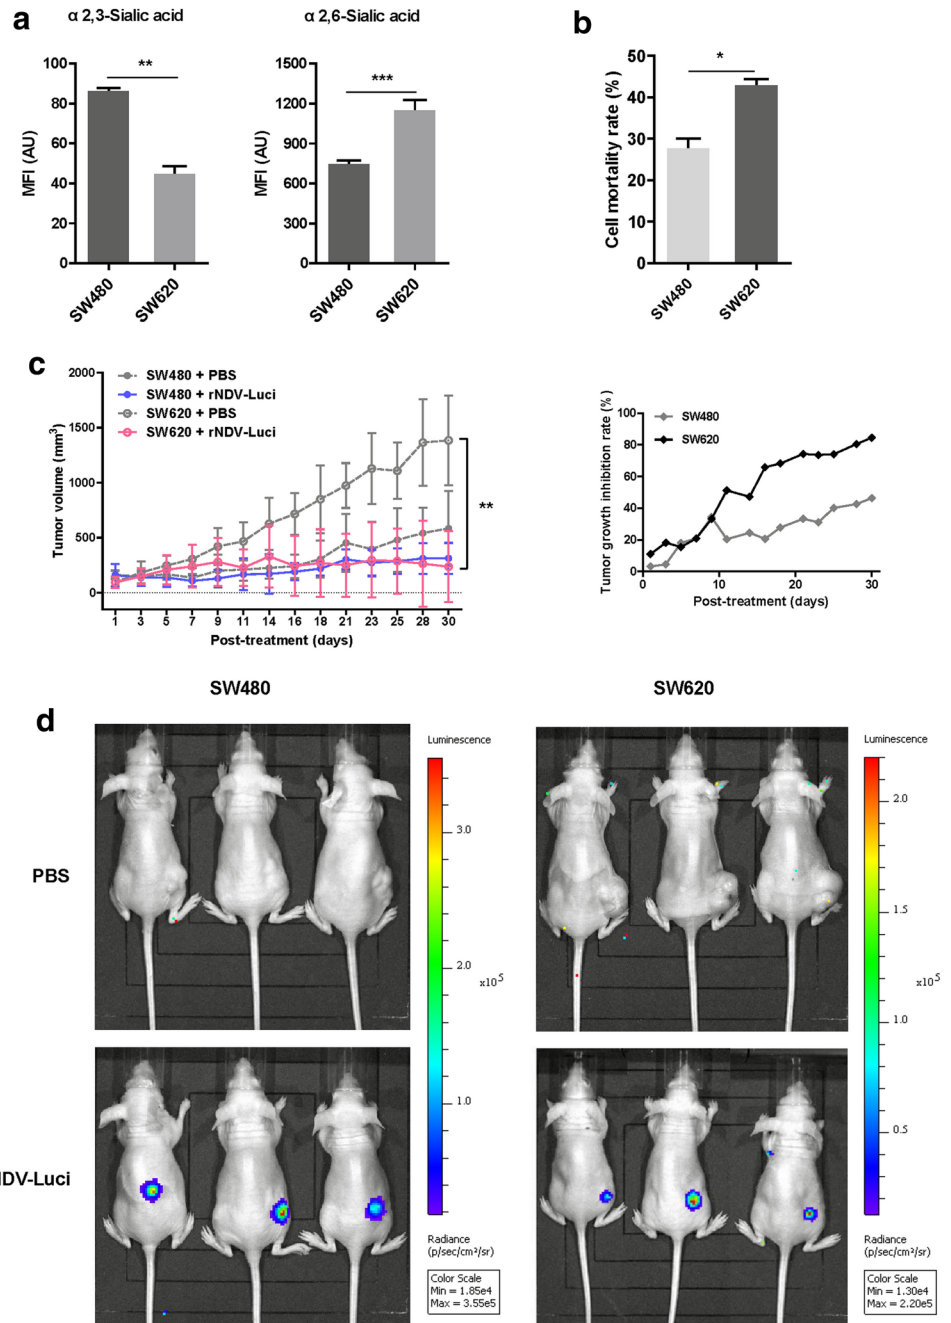 a
α 2,3-Sialic acid
α 2,6-Sialic acid
b
MFI (AU)
100
80
60
40
20
0
**
SW480
SW620
MFI (AU)
1500
1200
900
600
300
0
***
SW480
SW620
Cell mortality rate (%)
50
40
30
20
10
0
*
SW480
SW620
c
Tumor volume (mm³)
2000
1500
1000
500
0
SW480 + PBS
SW480 + rNDV-Luci
SW620 + PBS
SW620 + rNDV-Luci
**
1 3 5 7 9 11 14 16 18 21 23 25 28 30
Post-treatment (days)
Tumor growth inhibition rate (%)
100
80
60
40
20
0
SW480
SW620
10 20 30
Post-treatment (days)
d
SW480
SW620
PBS
NDV-Luci
Luminescence
3.0
2.0
x10⁵
1.0
Radiance
(p/sec/cm²/sr)
Color Scale
Min = 1.85e4
Max = 3.55e5
Luminescence
2.0
1.5
x10⁵
1.0
0.5
Radiance
(p/sec/cm²/sr)
Color Scale
Min = 1.30e4
Max = 2.20e5